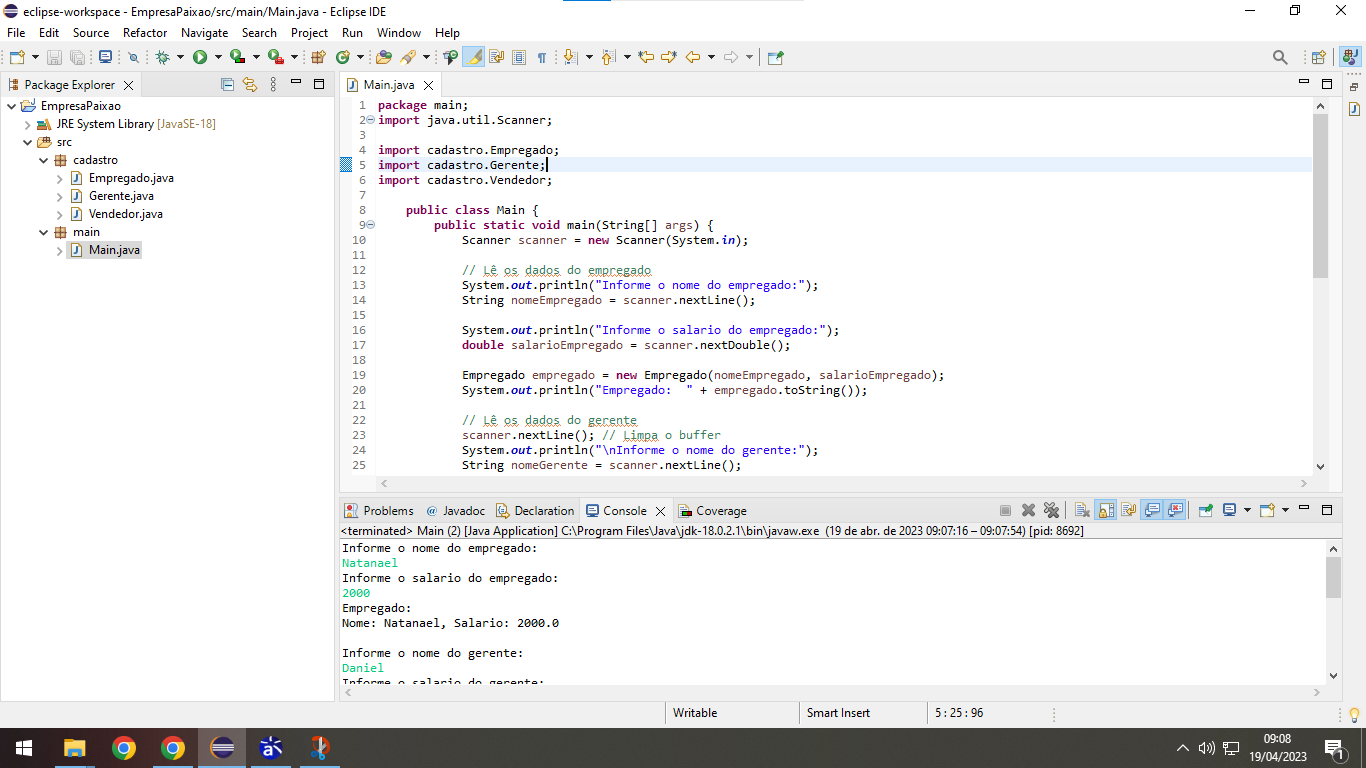 eclipse-workspace - EmpresaPaixao/src/main/Main.java - Eclipse IDE
File Edit Source Refactor Navigate Search Project Run Window Help
Package Explorer
EmpresaPaixao
JRE System Library [JavaSE-18]
src
cadastro
Empregado.java
Gerente.java
Vendedor.java
main
Main.java
Main.java
1 package main;
2 import java.util.Scanner;
3
4 import cadastro.Empregado;
5 import cadastro.Gerente;
6 import cadastro.Vendedor;
7
8 public class Main {
9 public static void main(String[] args) {
10 Scanner scanner = new Scanner(System.in);
11
12 // Lê os dados do empregado
13 System.out.println("Informe o nome do empregado:");
14 String nomeEmpregado = scanner.nextLine();
15
16 System.out.println("Informe o salario do empregado:");
17 double salarioEmpregado = scanner.nextDouble();
18
19 Empregado empregado = new Empregado(nomeEmpregado, salarioEmpregado);
20 System.out.println("Empregado:  " + empregado.toString());
21
22 // Lê os dados do gerente
23 scanner.nextLine(); // Limpa o buffer
24 System.out.println("\nInforme o nome do gerente:");
25 String nomeGerente = scanner.nextLine();
Problems @ Javadoc Declaration Console Coverage
<terminated> Main (2) [Java Application] C:\Program Files\Java\jdk-18.0.2.1\bin\javaw.exe (19 de abr. de 2023 09:07:16 – 09:07:54) [pid: 8692]
Informe o nome do empregado:
Natanael
Informe o salario do empregado:
2000
Empregado:
Nome: Natanael, Salario: 2000.0
Informe o nome do gerente:
Daniel
Informe o salario do gerente:
Writable Smart Insert 5 : 25 : 96
09:08
19/04/2023
1